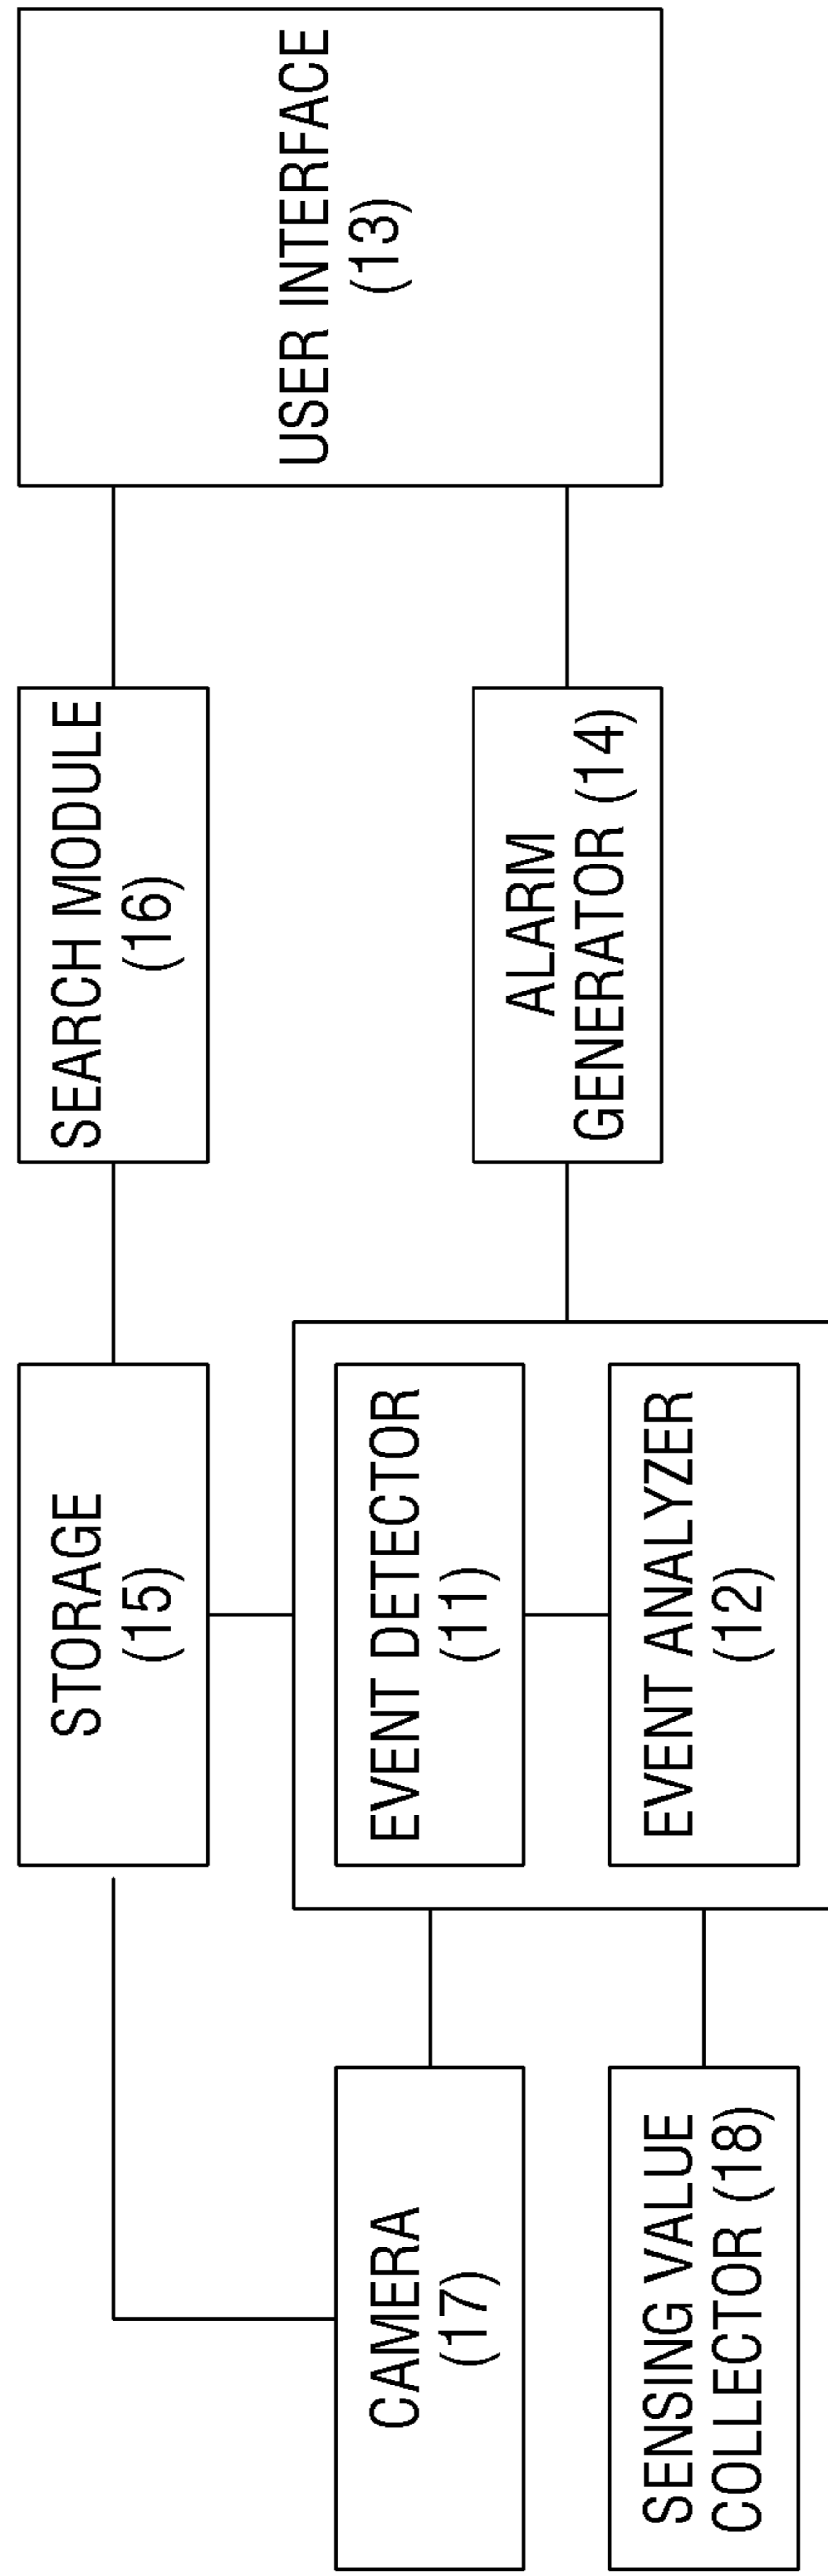 STORAGE
(15)
SEARCH MODULE
(16)
USER INTERFACE
(13)
CAMERA
(17)
EVENT DETECTOR
(11)
ALARM
GENERATOR (14)
SENSING VALUE
COLLECTOR (18)
EVENT ANALYZER
(12)